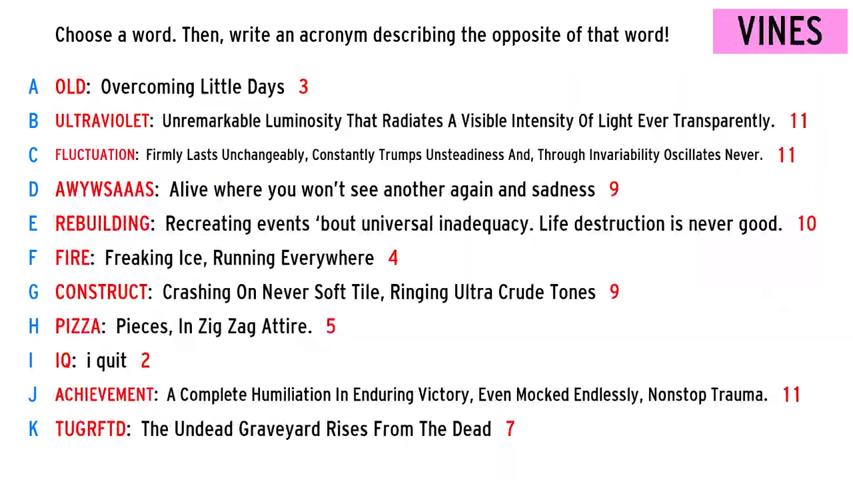 Choose a word. Then, write an acronym describing the opposite of that word!
VINES
A OLD: Overcoming Little Days 3
B ULTRAVIOLET: Unremarkable Luminosity That Radiates A Visible Intensity Of Light Ever Transparently. 11
C FLUCTUATION: Firmly Lasts Unchangeably, Constantly Trumps Unsteadiness And, Through Invariability Oscillates Never. 11
D AWYWSAAAS: Alive where you won't see another again and sadness 9
E REBUILDING: Recreating events 'bout universal inadequacy. Life destruction is never good. 10
F FIRE: Freaking Ice, Running Everywhere 4
G CONSTRUCT: Crashing On Never Soft Tile, Ringing Ultra Crude Tones 9
H PIZZA: Pieces, In Zig Zag Attire. 5
I IQ: i quit 2
J ACHIEVEMENT: A Complete Humiliation In Enduring Victory, Even Mocked Endlessly, Nonstop Trauma. 11
K TUGRFTD: The Undead Graveyard Rises From The Dead 7